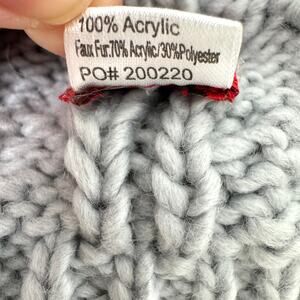 100% Acrylic
Faux Fur:70% Acrylic/30%Polyester
PO# 200220